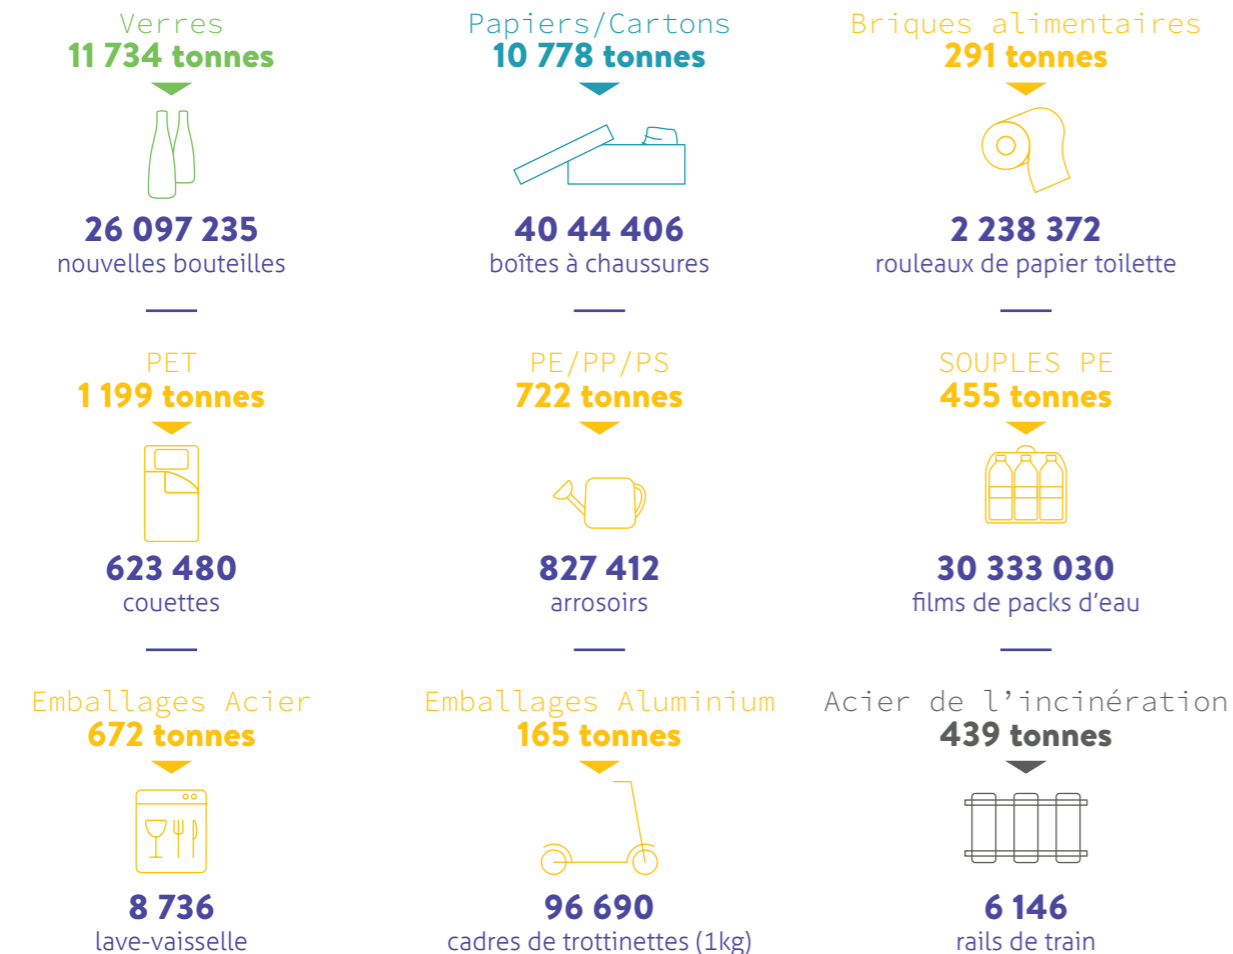 Verres
11 734 tonnes
26 097 235
nouvelles bouteilles
Papiers/Cartons
10 778 tonnes
40 44 406
boîtes à chaussures
Briques alimentaires
291 tonnes
2 238 372
rouleaux de papier toilette
PET
1 199 tonnes
623 480
couettes
PE/PP/PS
722 tonnes
827 412
arrosoirs
SOUPLES PE
455 tonnes
30 333 030
films de packs d’eau
Emballages Acier
672 tonnes
8 736
lave-vaisselle
Emballages Aluminium
165 tonnes
96 690
cadres de trottinettes (1kg)
Acier de l’incinération
439 tonnes
6 146
rails de train